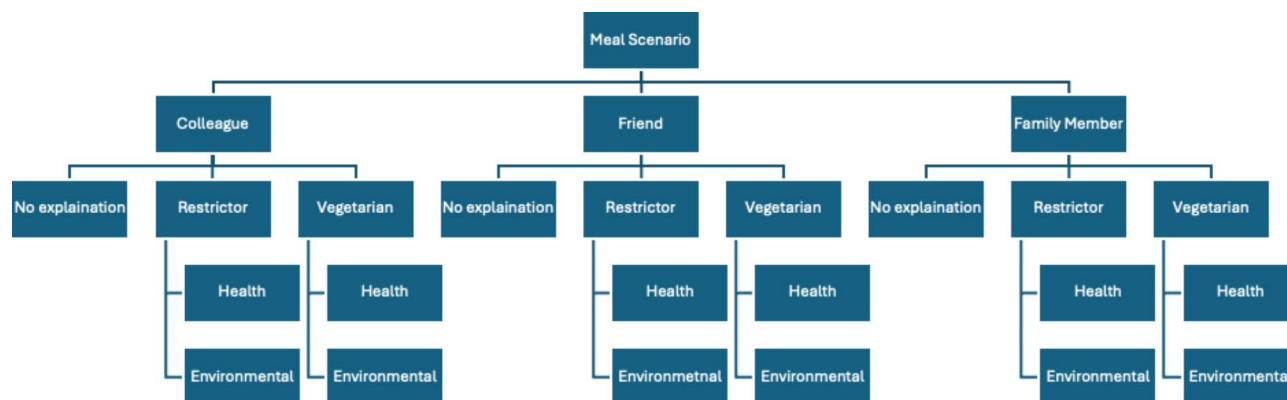 Meal Scenario
Colleague
Friend
Family Member
No explaination
Restrictor
Vegetarian
No explaination
Restrictor
Vegetarian
No explaination
Restrictor
Vegetarian
Health
Health
Health
Health
Health
Health
Environmental
Environmental
Environmetnal
Environmental
Environmental
Environmental